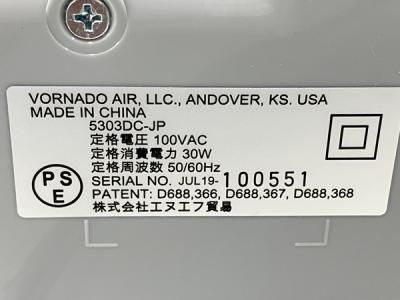 VORNADO AIR, LLC., ANDOVER, KS. USA
MADE IN CHINA
5303DC-JP
定格電圧 100VAC
定格消費電力 30W
定格周波数 50/60Hz
PS
E
SERIAL NO. JUL19-100551
PATENT: D688,366, D688,367, D688,368
株式会社エヌエフ貿易